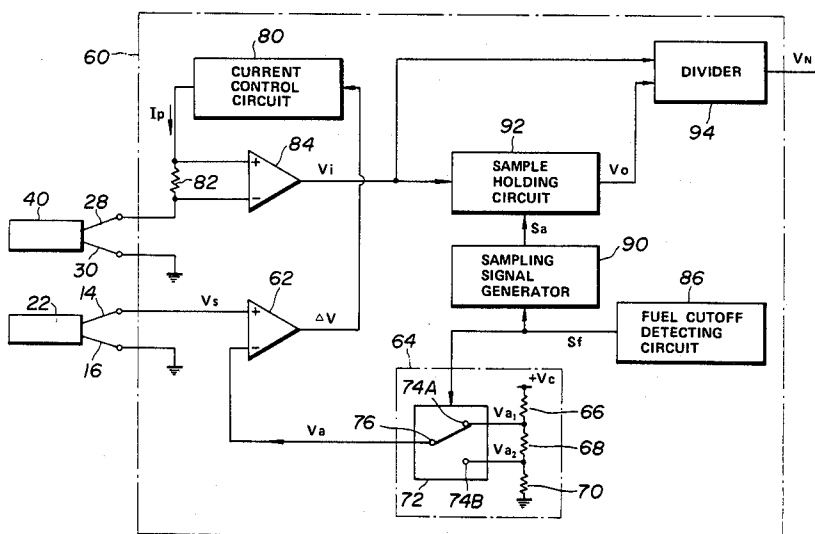 60
80
CURRENT
CONTROL
CIRCUIT
DIVIDER
VN
94
Ip
84
+
−
82
Vi
92
SAMPLE
HOLDING
CIRCUIT
Vo
40
28
30
Sa
90
SAMPLING
SIGNAL
GENERATOR
22
14
16
Vs
62
+
−
ΔV
86
FUEL CUTOFF
DETECTING
CIRCUIT
Sf
64
+Vc
74A
76
Va1
66
Va
68
Va2
72
74B
70